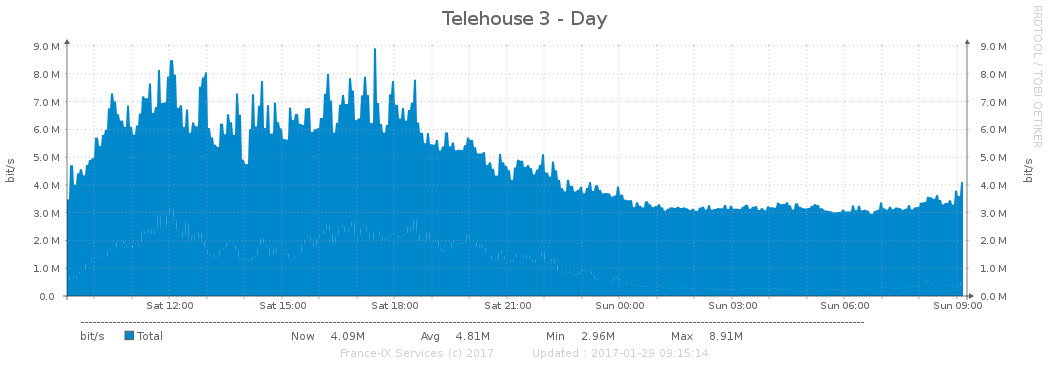 Telehouse 3 - Day
RRDTOOL / TOBI OETIKER
bit/s
9.0 M 9.0 M
8.0 M 8.0 M
7.0 M 7.0 M
6.0 M 6.0 M
5.0 M 5.0 M
4.0 M 4.0 M
3.0 M 3.0 M
2.0 M 2.0 M
1.0 M 1.0 M
0.0 0.0 M
bit/s
Sat 12:00 Sat 15:00 Sat 18:00 Sat 21:00 Sun 00:00 Sun 03:00 Sun 06:00 Sun 09:00
bit/s Total Now 4.09M Avg 4.81M Min 2.96M Max 8.91M
France-IX Services (c) 2017 Updated : 2017-01-29 09:15:14